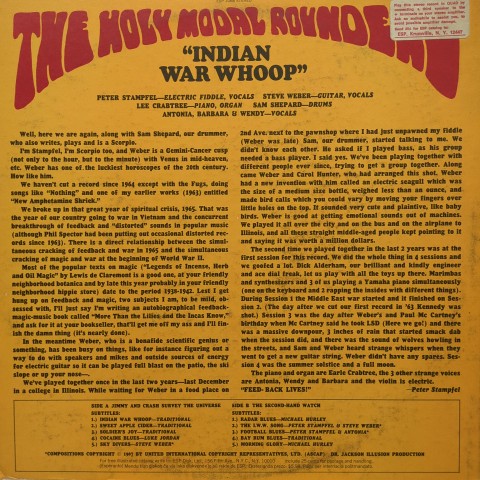 THE HOLY MODAL ROUNDERS
"INDIAN
WAR WHOOP"
PETER STAMPFEL—ELECTRIC FIDDLE, VOCALS STEVE WEBER—GUITAR, VOCALS
LEE CRABTREE—PIANO, ORGAN SAM SHEPARD—DRUMS
ANTONIA, BARBARA & WENDY—VOCALS
Well, here we are again, along with Sam Shepard, our drummer,
who also writes, plays and is a Scorpio.
I'm Stampfel, I'm Scorpio too, and Weber is a Gemini-Cancer cusp
(not only to the hour, but to the minute) with Venus in mid-heaven,
etc. Weber has one of the luckiest horoscopes of the 20th century.
How like him.
We haven't cut a record since 1964 except with the Fugs, doing
songs like "Nothing" and one of my earlier works (1963) entitled
"New Amphetamine Shriek."
We broke up in that great year of spiritual crisis, 1965. That was
the year of our country going to war in Vietnam and the concurrent
breakthrough of feedback and "distorted" sounds in popular music
(although Phil Spector had been putting out occasional distorted re-
cords since 1963). There is a direct relationship between the simul-
taneous cracking of feedback and war in 1965 and the simultaneous
cracking of magic and war at the beginning of World War II.
Most of the popular texts on magic ("Legends of Incense, Herb
and Oil Magic" by Lewis de Claremont is a good one, at your friendly
neighborhood botanica and by late this year probably in your friendly
neighborhood hippie store) date to the period 1936-1942. Lest I get
hung up on feedback and magic, two subjects I am, to be mild, ob-
sessed with, I'll just say I'm writing an autobiographical feedback-
magic-music book called "More Than the Lilies, and the Incas Know,"
and ask for it at your bookseller, that'll get me off my ass and I'll fin-
ish the damn thing (it's nearly done).
In the meantime Weber, who is a bonafide scientific genius or
something, has been busy on things, like for instance figuring out a
way to do with speakers and mikes and outside sources of energy
for electric guitar so it can be played full blast on the patio, the ski
slope or up your nose—
We've played together once in the last two years—last December
in a college in Illinois. While waiting for Weber in a food place on
2nd Ave. next to the pawnshop where I had just unpawned my fiddle
(Weber was late) Sam, our drummer, started talking to me. We
didn't know each other. He asked if I played bass, as his group
needed a bass player. I said yes. We've been playing together with
different people ever since, trying to get a group together. Along
came Weber and Carol Hunter, who had arranged this shot. Weber
had a new invention with him called an electric seagull which was
the size of a medium size bottle, weighed less than an ounce, and
made bird calls which you could vary by moving your fingers over
little holes on the top. It sounded very cute and plaintive, like baby
birds. Weber is good at getting emotional sounds out of machines.
We played it all over the city and on the bus and on the airplane to
Illinois, and all these straight middle-aged people kept pointing to it
and saying it was worth a million dollars.
The second time we played together in the last 2 years was at the
first session for this record. We did the whole thing in 4 sessions and
we goofed a lot. Dick Alderham, our brilliant and kindly engineer
and acc dial freak, let us play with all the toys up there. Marimbas
and synthesizers and 3 of us playing a Yamaha piano simultaneously
(one on the keyboard and 2 ripping the insides with different things).
During Session 1 the Middle East war started and it finished on Ses-
sion 2. (The day after we cut our first record in '63 Kennedy was
shot.) Session 3 was the day after Weber's and Paul Mc Cartney's
birthday when Mc Cartney said he took LSD (Here we go!) and there
was a massive downpour, 3 inches of rain that started smack dab
when the session did, and there was the sound of wolves howling in
the streets, and Sam and Weber heard strange whispers when they
went to get a new guitar string. Weber didn't have any spares. Ses-
sion 4 was the summer solstice and a full moon.
The piano and organ are Earie Crabtree, the 3 other strange voices
are Antonia, Wendy and Barbara and the violin is electric.
"FEED-BACK LIVES!"
—Peter Stampfel
SIDE A JIMMY AND CRASH SURVEY THE UNIVERSE
SUBTITLES:
1.) INDIAN WAR WHOOP—TRADITIONAL
2.) SWEET APPLE CIDER—TRADITIONAL
3.) SOLDIER'S JOY—TRADITIONAL
4.) COCAINE BLUES—LUKE JORDAN
5.) SKY DIVERS—STEVE WEBER*
SIDE B THE SECOND-HAND WATCH
SUBTITLES:
1.) RADAR BLUES—MICHAEL HURLEY
2.) THE I.W.W. SONG—PETER STAMPFEL & STEVE WEBER*
3.) FOOTBALL BLUES—PETER STAMPFEL & ANTONIA*
4.) BAY RUM BLUES—TRADITIONAL
5.) MORNING GLORY—MICHAEL HURLEY
*COMPOSITIONS COPYRIGHT © 1967 BY UNITED INTERNATIONAL COPYRIGHT REPRESENTATIVES, LTD. (ASCAP) DR. JACKSON ILLUSION PRODUCTION